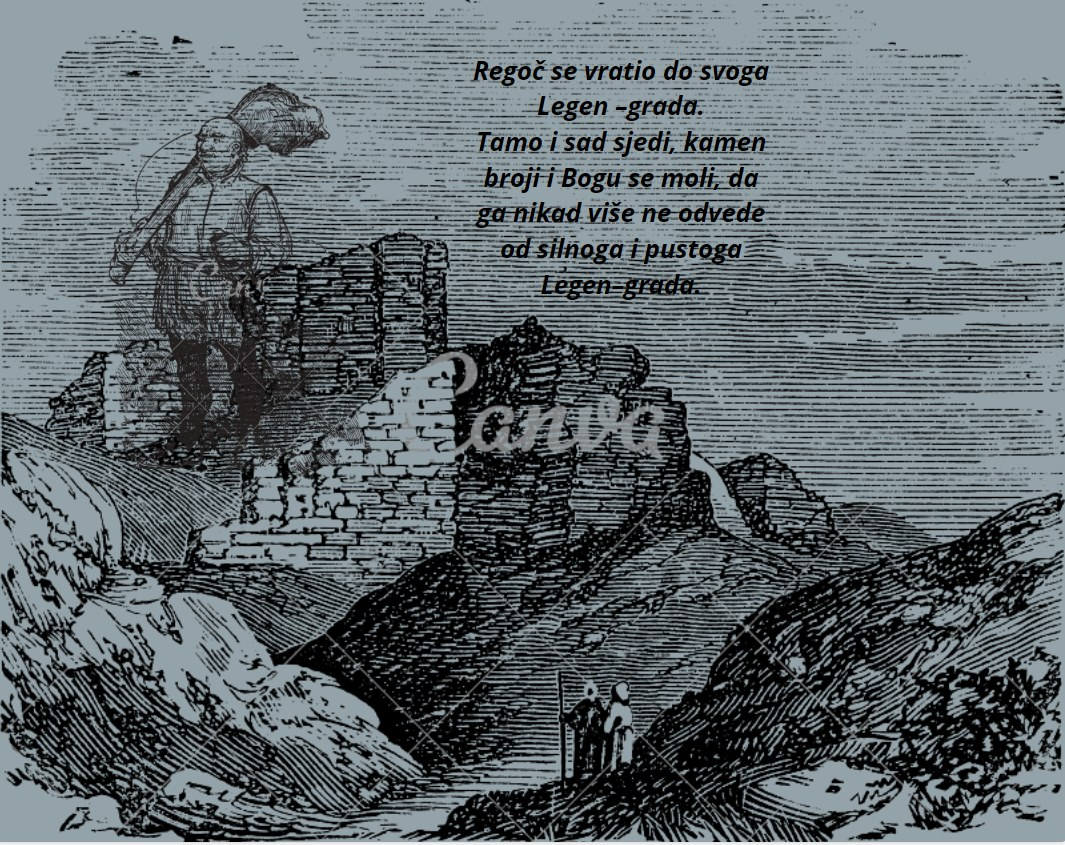 Regoč se vratio do svoga
Legen –grada.
Tamo i sad sjedi, kamen
broji i Bogu se moli, da
ga nikad više ne odvede
od silnoga i pustoga
Legen–grada.
Canva